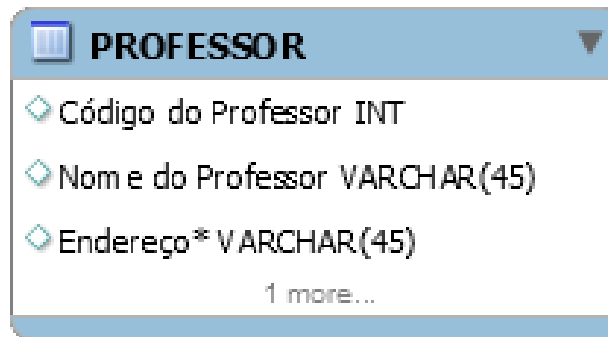 PROFESSOR
Código do Professor INT
Nome do Professor VARCHAR(45)
Endereço* VARCHAR(45)
1 more...